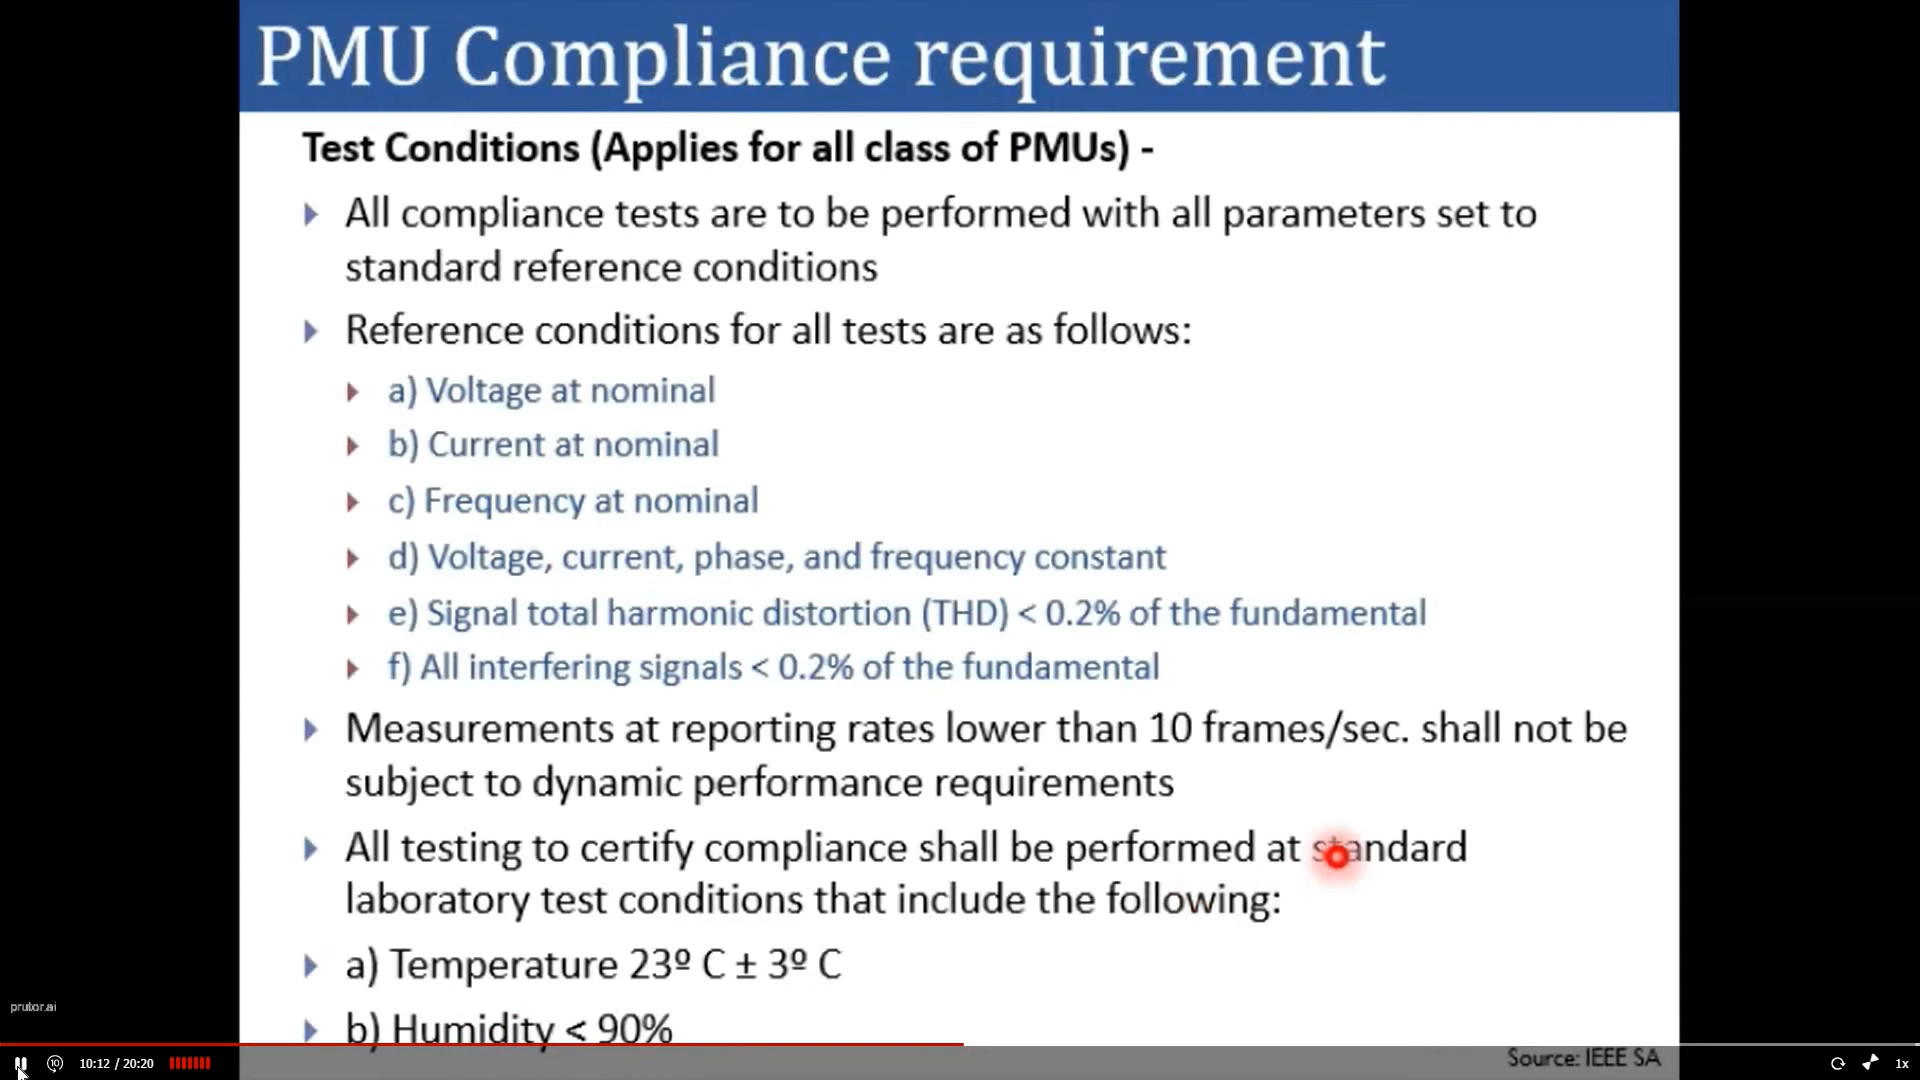 PMU Compliance requirement
Test Conditions (Applies for all class of PMUs) -
All compliance tests are to be performed with all parameters set to
standard reference conditions
Reference conditions for all tests are as follows:
a) Voltage at nominal
b) Current at nominal
c) Frequency at nominal
d) Voltage, current, phase, and frequency constant
e) Signal total harmonic distortion (THD) < 0.2% of the fundamental
f) All interfering signals < 0.2% of the fundamental
Measurements at reporting rates lower than 10 frames/sec. shall not be
subject to dynamic performance requirements
All testing to certify compliance shall be performed at standard
laboratory test conditions that include the following:
a) Temperature 23º C ± 3º C
b) Humidity < 90%
prutor.ai
Source: IEEE SA
10
10:12 / 20:20
1x